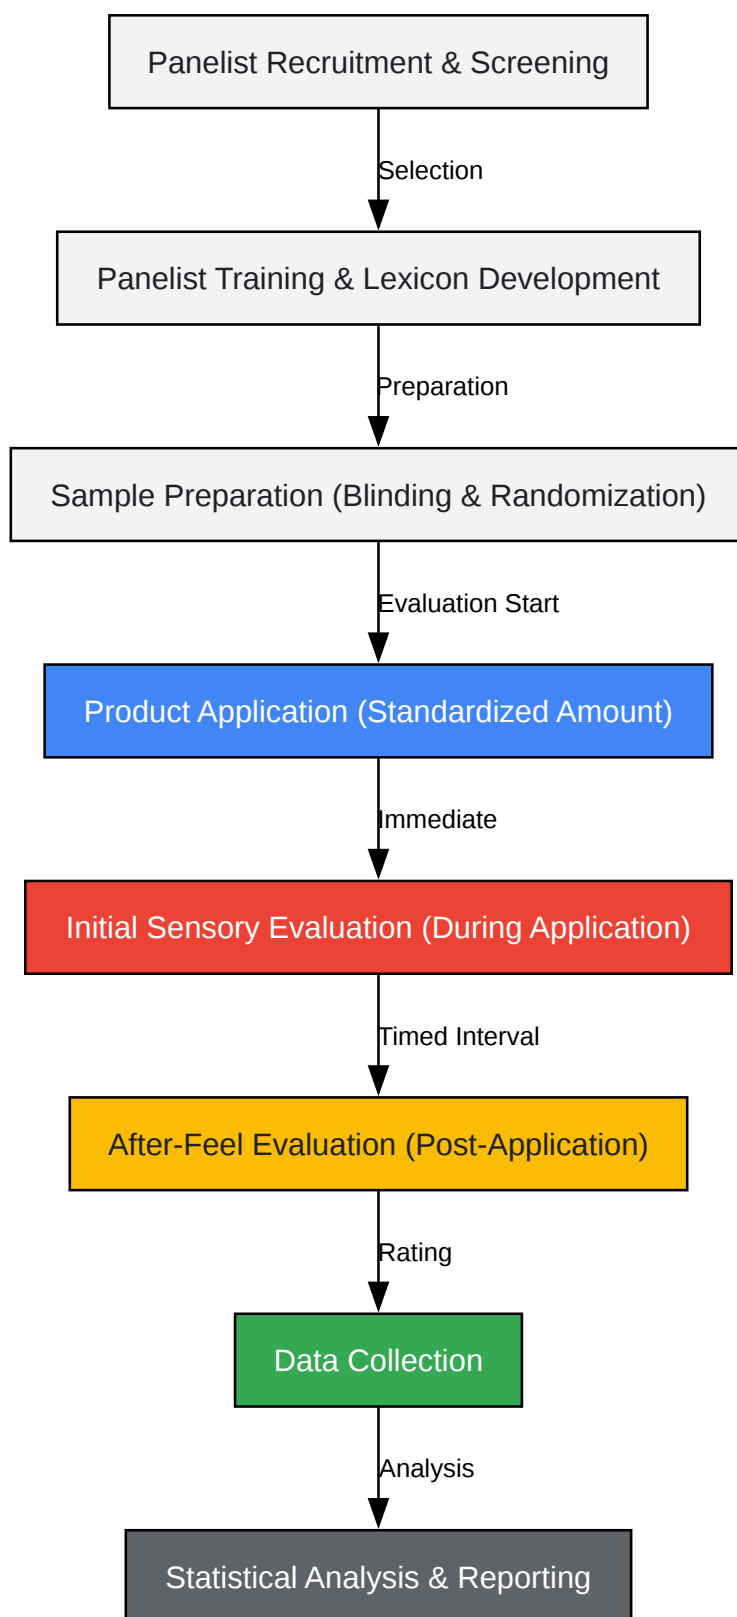 Panelist Recruitment & Screening
Selection
Panelist Training & Lexicon Development
Preparation
Sample Preparation (Blinding & Randomization)
Evaluation Start
Product Application (Standardized Amount)
Immediate
Initial Sensory Evaluation (During Application)
Timed Interval
After-Feel Evaluation (Post-Application)
Rating
Data Collection
Analysis
Statistical Analysis & Reporting